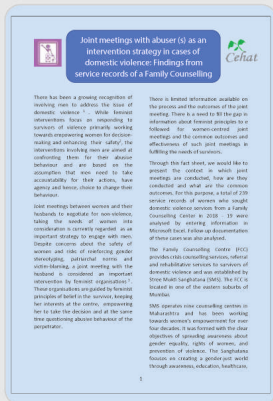 Joint meetings with abuser (s) as an
intervention strategy in cases of
domestic violence: Findings from
service records of a Family Counselling
Cehat
There has been a growing recognition of
involving men to address the issue of
domestic violence ¹ . While feminist
interventions focus on responding to
survivors of violence primarily working
towards empowering women for decision-
making and enhancing their safety², the
interventions involving men are aimed at
confronting them for their abusive
behaviour and are based on the
assumption that men need to take
accountability for their actions, have
agency and hence, choice to change their
behaviour.
Joint meetings between women and their
husbands to negotiate for non-violence,
taking the needs of women into
consideration is currently regarded as an
important strategy to engage with men.
Despite concerns about the safety of
women and risks of reinforcing gender
stereotyping, patriarchal norms and
victim-blaming, a joint meeting with the
husband is considered an important
intervention by feminist organisations ³.
These organisations are guided by feminist
principles of belief in the survivor, keeping
her interests at the centre, empowering
her to take the decision and at the same
time questioning abusive behaviour of the
perpetrator.
There is limited information available on
the process and the outcomes of the joint
meeting. There is a need to fill the gap in
information about feminist principles to
followed for women-centred joint
meetings and the common outcomes and
effectiveness of such joint meetings in
fulfilling the needs of survivors.
Through this fact sheet, we would like to
present the context in which joint
meetings are conducted, how are they
conducted and what are the common
outcomes. For this purpose, a total of 230
service records of women who sought
domestic violence services from a Family
Counseling Center in 2018 - 19 were
analysed by entering information in
Microsoft Excel. Follow up documentation
of these cases was also analysed.
The Family Counselling Centre (FCC)
provides crisis counselling services, referral
and rehabilitative services to survivors of
domestic violence and was established by
Stree Mukti Sanghatana (SMS). The FCC is
located in one of the eastern suburbs of
Mumbai.
SMS operates nine counselling centres in
Maharashtra and has been working
towards women's empowerment for over
four decades. It was formed with the clear
objectives of spreading awareness about
gender equality, rights of women, and
prevention of violence. The Sanghatana
focuses on creating a gender-just world
through awareness, education, healthcare,
1